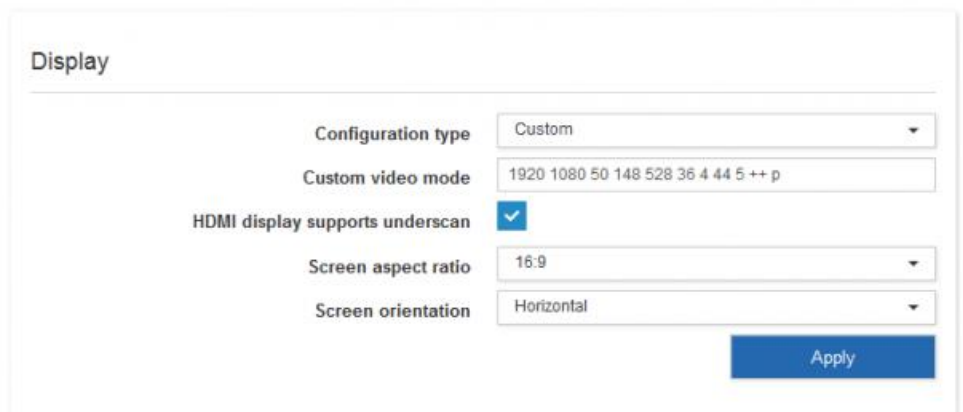 Display
Configuration type Custom
Custom video mode 1920 1080 50 148 528 36 4 44 5 ++ p
HDMI display supports underscan
Screen aspect ratio 16:9
Screen orientation Horizontal
Apply